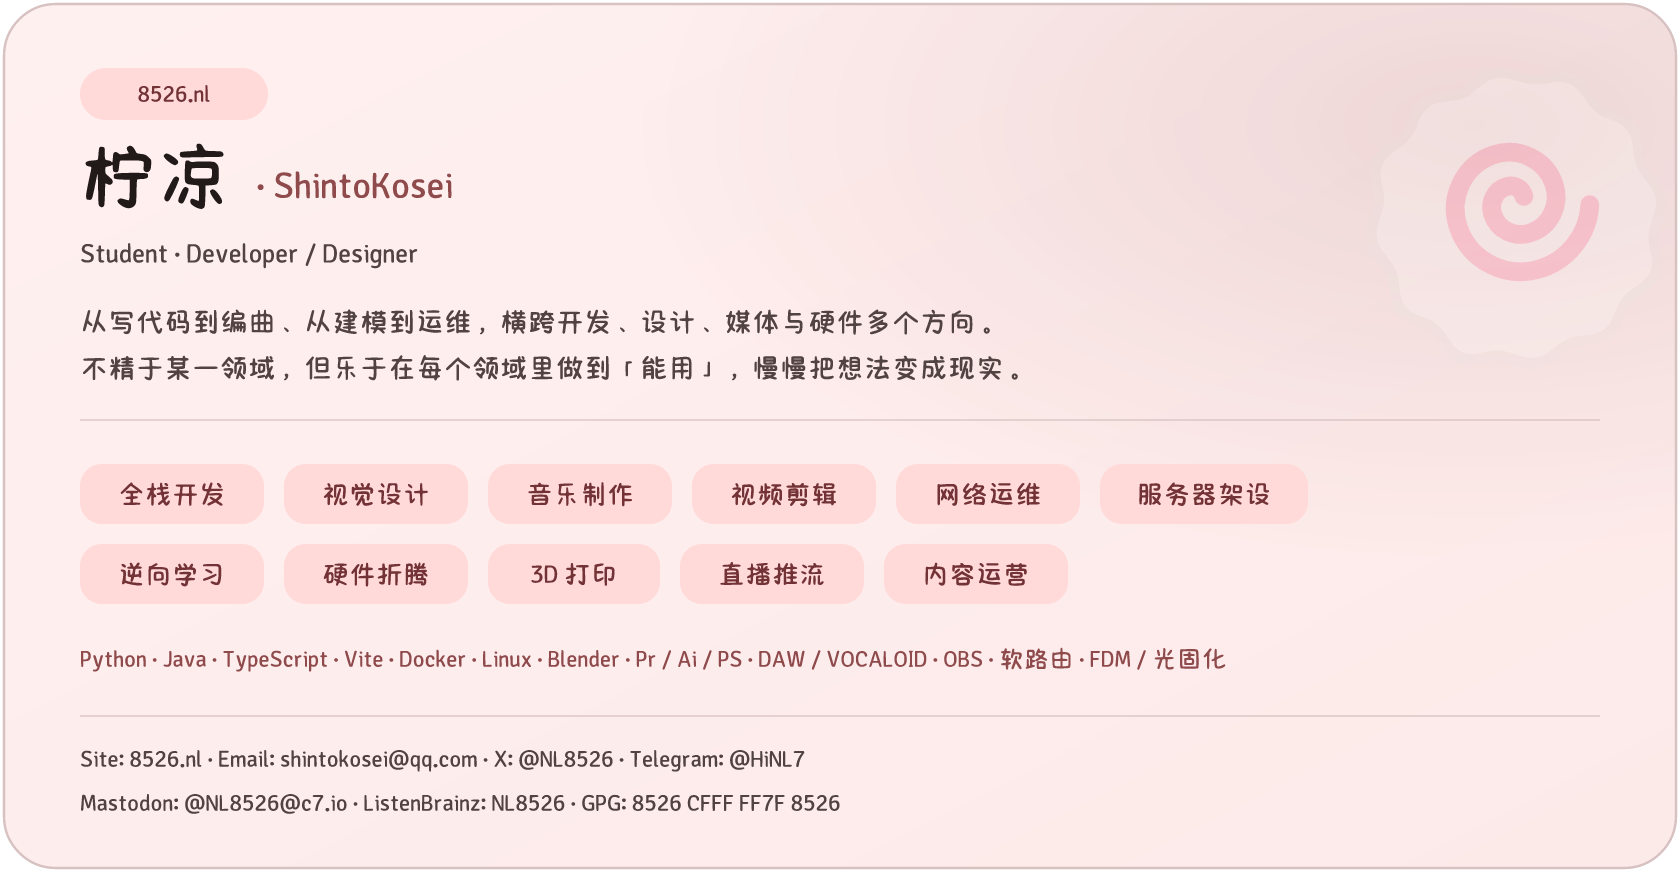 8526.nl
柠凉 · ShintoKosei
Student · Developer / Designer
从写代码到编曲、从建模到运维，横跨开发、设计、媒体与硬件多个方向。
不精于某一领域，但乐于在每个领域里做到「能用」，慢慢把想法变成现实。
全栈开发 视觉设计 音乐制作 视频剪辑 网络运维 服务器架设
逆向学习 硬件折腾 3D 打印 直播推流 内容运营
Python · Java · TypeScript · Vite · Docker · Linux · Blender · Pr / Ai / PS · DAW / VOCALOID · OBS · 软路由 · FDM / 光固化
Site: 8526.nl · Email: shintokosei@qq.com · X: @NL8526 · Telegram: @HiNL7
Mastodon: @NL8526@c7.io · ListenBrainz: NL8526 · GPG: 8526 CFFF FF7F 8526